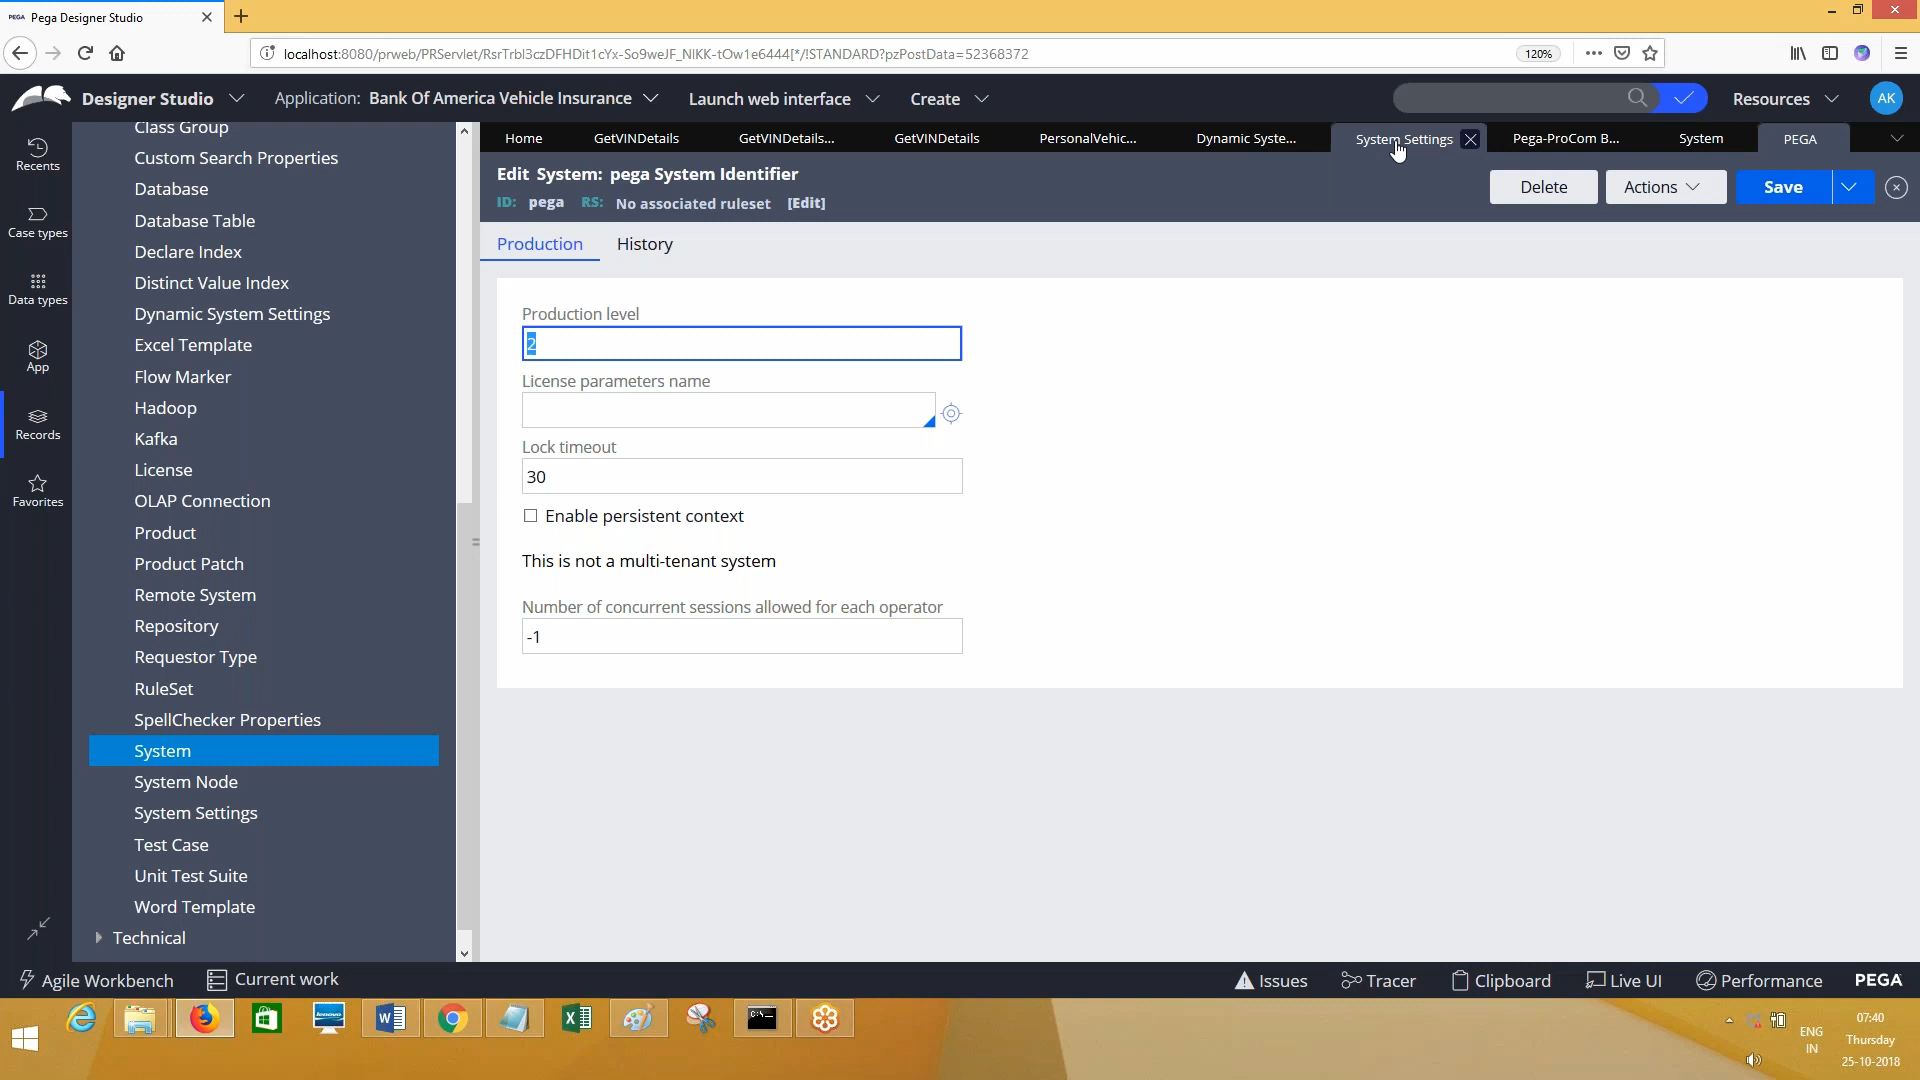 PEGA Pega Designer Studio
localhost:8080/prweb/PRServlet/RsrTrbl3czDFHDit1cYx-So9weJF_NIKK-tOw1e6444[*/!STANDARD?pzPostData=52368372 120%
Designer Studio Application: Bank Of America Vehicle Insurance Launch web interface Create Resources AK
Home GetVINDetails GetVINDetails... GetVINDetails PersonalVehic... Dynamic Syste... System Settings Pega-ProCom B... System PEGA
Recents
Case types
Data types
App
Records
Favorites
Class Group
Custom Search Properties
Database
Database Table
Declare Index
Distinct Value Index
Dynamic System Settings
Excel Template
Flow Marker
Hadoop
Kafka
License
OLAP Connection
Product
Product Patch
Remote System
Repository
Requestor Type
RuleSet
SpellChecker Properties
System
System Node
System Settings
Test Case
Unit Test Suite
Word Template
Technical
Edit System: pega System Identifier
ID: pega RS: No associated ruleset [Edit]
Delete Actions Save
Production History
Production level
2
License parameters name
Lock timeout
30
Enable persistent context
This is not a multi-tenant system
Number of concurrent sessions allowed for each operator
-1
Agile Workbench Current work Issues Tracer Clipboard Live UI Performance PEGA
lenovo
C:\.
ENG
IN
07:40
Thursday
25-10-2018